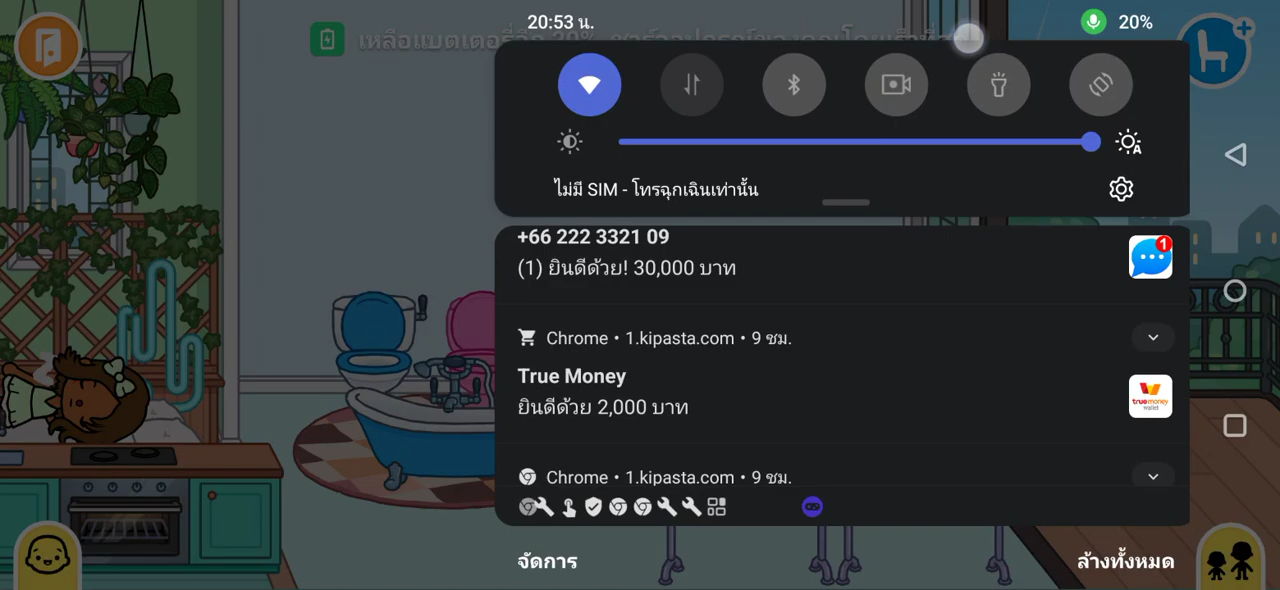 20:53 น.
20%
เหลือแบตเตอรี่อีก 20%
+66 222 3321 09
ไม่มี SIM - โทรฉุกเฉินเท่านั้น
(1) ยินดีด้วย! 30,000 บาท
1
Chrome • 1.kipasta.com • 9 ชม.
True Money
ยินดีด้วย 2,000 บาท
truemoney
wallet
Chrome • 1.kipasta.com • 9 ชม.
จัดการ
ล้างทั้งหมด